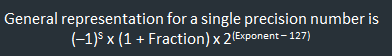 General representation for a single precision number is
(–1)ˢ x (1 + Fraction) x 2⁽ᴱˣᵖᵒⁿᵉⁿᵗ ⁻ ¹²⁷⁾